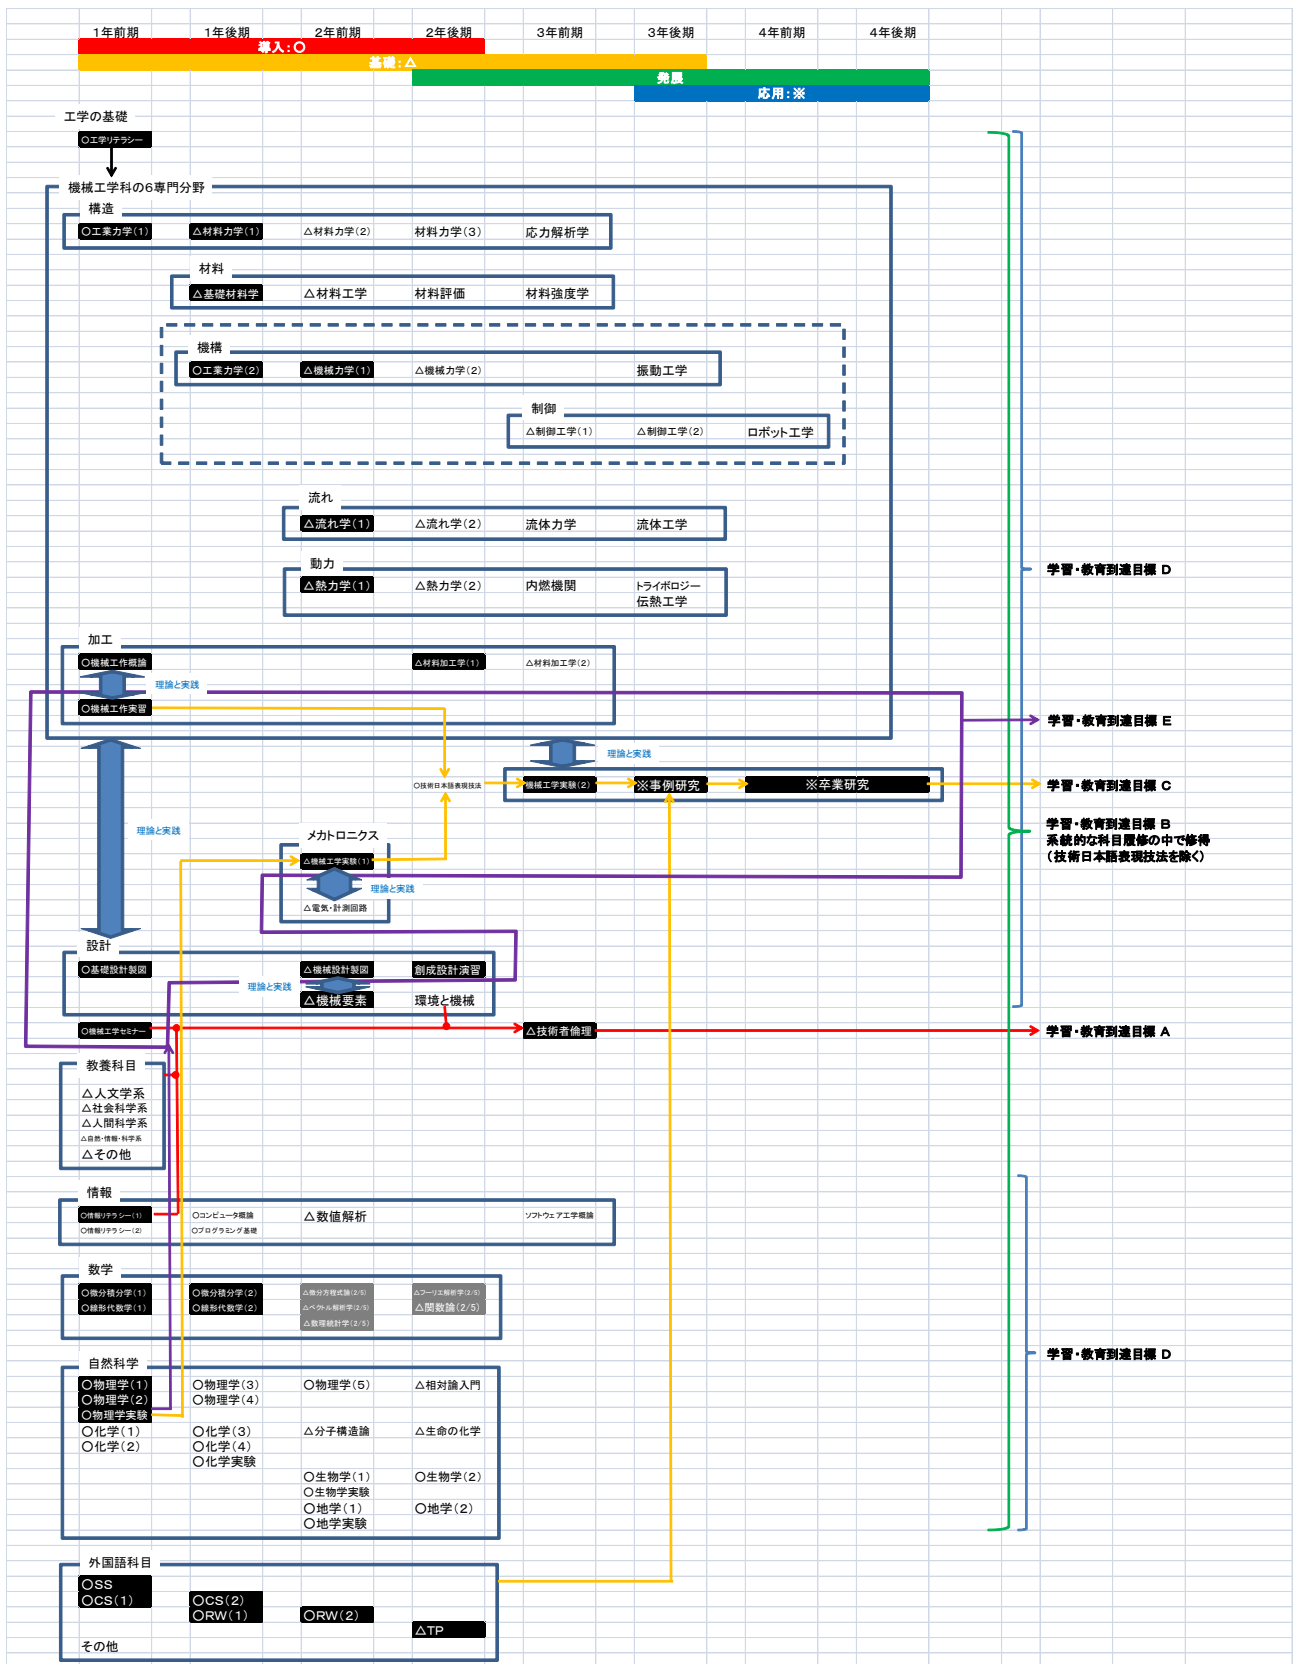 1年前期 1年後期 2年前期 2年後期 3年前期 3年後期 4年前期 4年後期
導入：〇
基礎：△
発展
応用：※
工学の基礎
〇工学リテラシー
機械工学科の6専門分野
構造
〇工業力学(1) △材料力学(1) △材料力学(2) 材料力学(3) 応力解析学
材料
△基礎材料学 △材料工学 材料評価 材料強度学
機構
〇工業力学(2) △機械力学(1) △機械力学(2) 振動工学
制御
△制御工学(1) △制御工学(2) ロボット工学
流れ
△流れ学(1) △流れ学(2) 流体力学 流体工学
動力
△熱力学(1) △熱力学(2) 内燃機関 トライボロジー
伝熱工学
学習・教育到達目標 D
加工
〇機械工作概論 △材料加工学(1) △材料加工学(2)
理論と実践
〇機械工作実習
学習・教育到達目標 E
理論と実践
〇技術日本語表現技法 機械工学実験(2) ※事例研究 ※卒業研究
学習・教育到達目標 C
学習・教育到達目標 B
系統的な科目履修の中で修得
（技術日本語表現技法を除く）
理論と実践
メカトロニクス
△機械工学実験(1)
理論と実践
△電気・計測回路
設計
〇基礎設計製図 △機械設計製図 創成設計演習
理論と実践
△機械要素 環境と機械
〇機械工学セミナー △技術者倫理
学習・教育到達目標 A
教養科目
△人文学系
△社会科学系
△人間科学系
△自然・情報・科学系
△その他
情報
〇情報リテラシー(1) 〇コンピュータ概論 △数値解析 ソフトウェア工学概論
〇情報リテラシー(2) 〇プログラミング基礎
数学
〇微分積分学(1) 〇微分積分学(2) △微分方程式論(2/5) △フーリエ解析学(2/5)
〇線形代数学(1) 〇線形代数学(2) △ベクトル解析学(2/5) △関数論(2/5)
△数理統計学(2/5)
学習・教育到達目標 D
自然科学
〇物理学(1) 〇物理学(3) 〇物理学(5) △相対論入門
〇物理学(2) 〇物理学(4)
〇物理学実験
〇化学(1) 〇化学(3) △分子構造論 △生命の化学
〇化学(2) 〇化学(4)
〇化学実験
〇生物学(1) 〇生物学(2)
〇生物学実験
〇地学(1) 〇地学(2)
〇地学実験
外国語科目
〇SS
〇CS(1) 〇CS(2)
〇RW(1) 〇RW(2)
△TP
その他